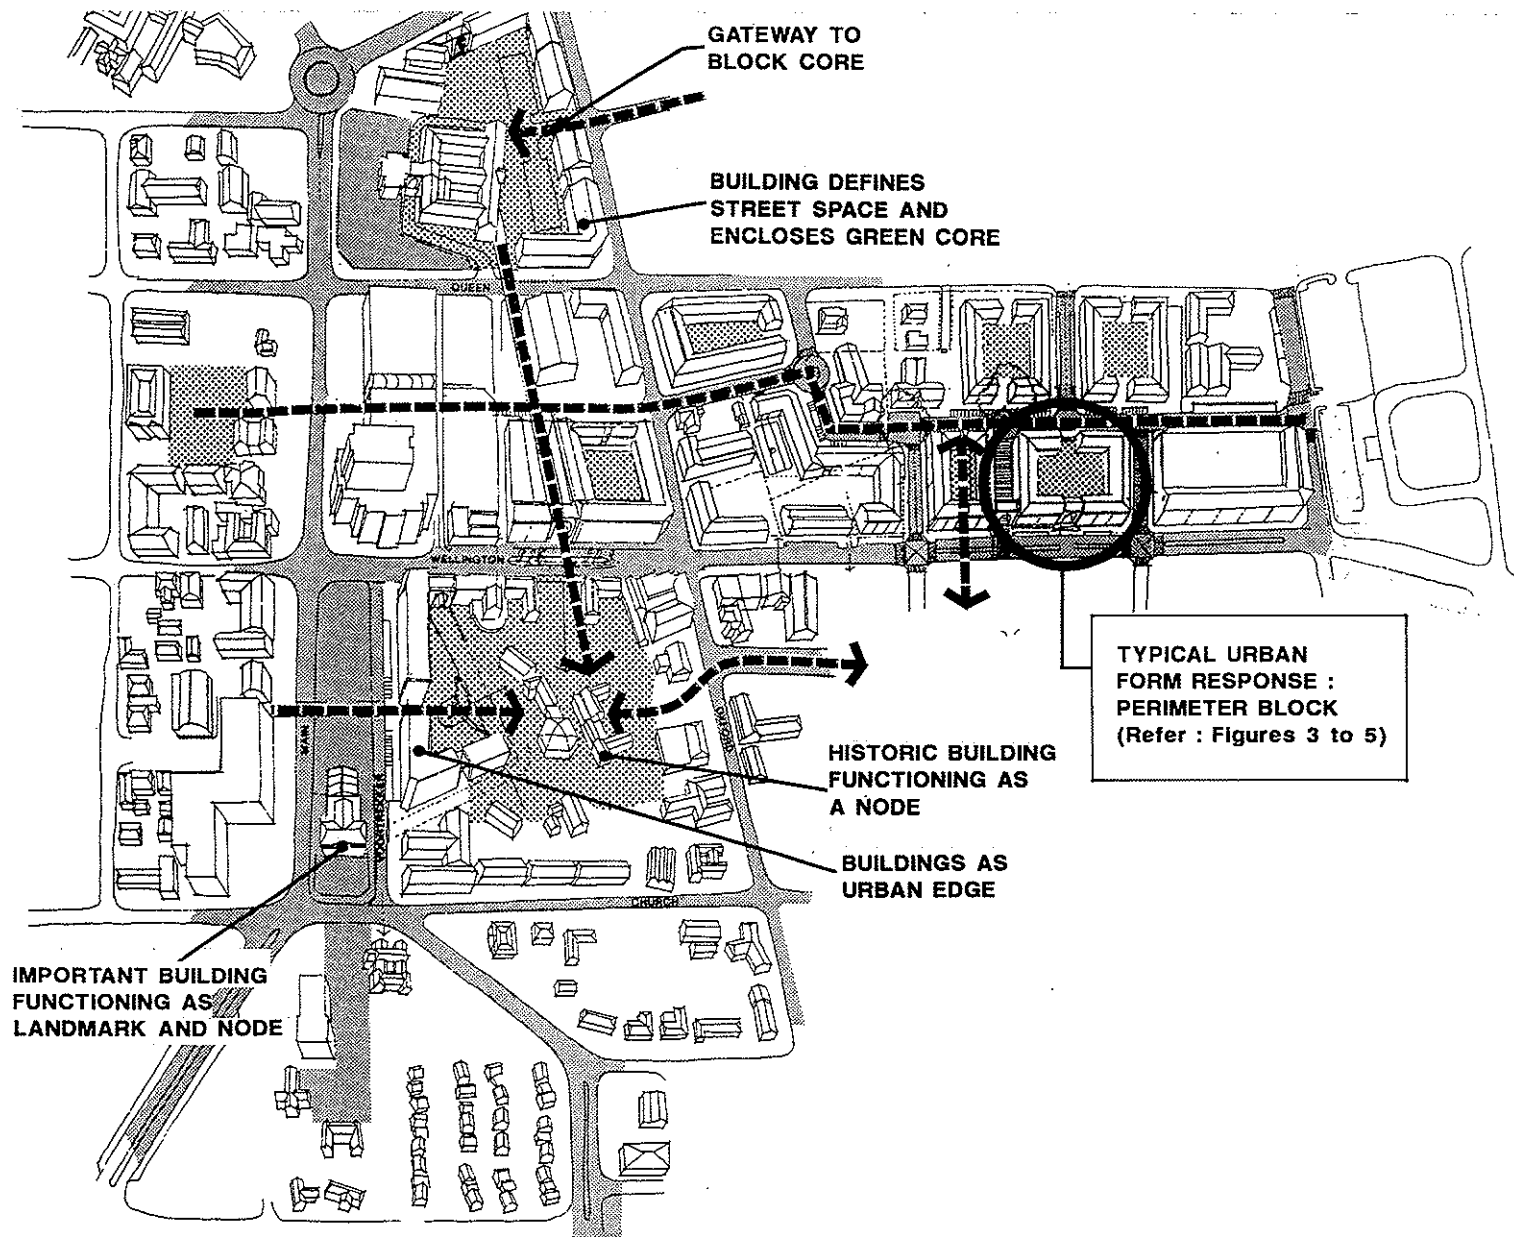 GATEWAY TO
BLOCK CORE
BUILDING DEFINES
STREET SPACE AND
ENCLOSES GREEN CORE
QUEEN
WELLINGTON
TYPICAL URBAN
FORM RESPONSE :
PERIMETER BLOCK
(Refer : Figures 3 to 5)
MAIN
VOORTREKKER
HISTORIC BUILDING
FUNCTIONING AS
A NODE
BUILDINGS AS
URBAN EDGE
CHURCH
IMPORTANT BUILDING
FUNCTIONING AS
LANDMARK AND NODE